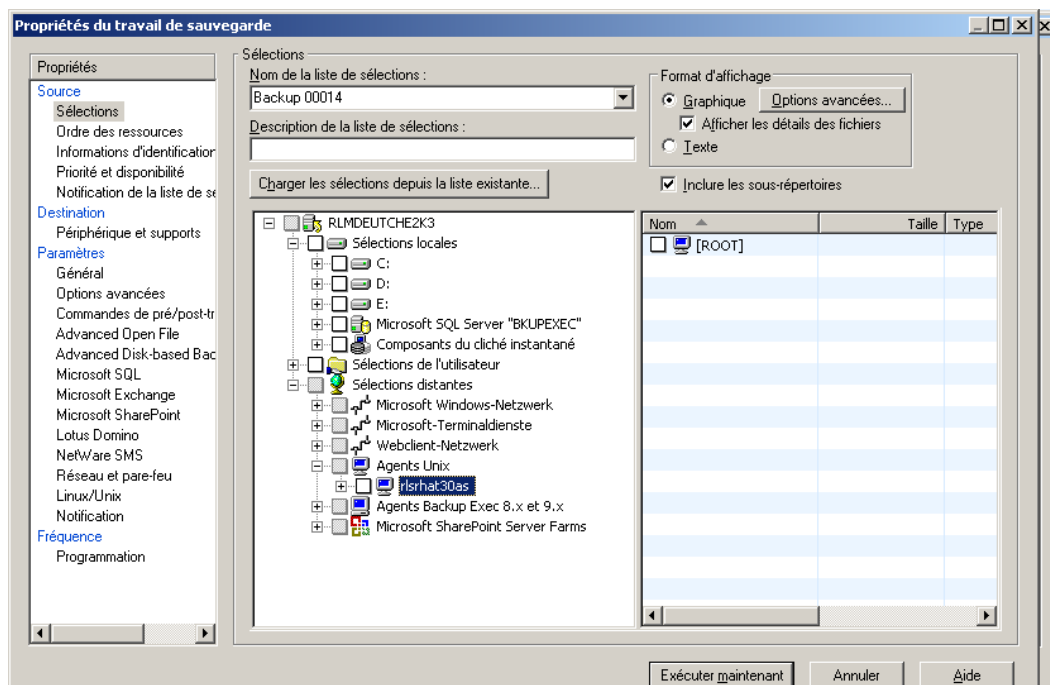 Propriétés du travail de sauvegarde
Propriétés
Source
Sélections
Ordre des ressources
Informations d'identification
Priorité et disponibilité
Notification de la liste de sé
Destination
Périphérique et supports
Paramètres
Général
Options avancées
Commandes de pré/post-tr
Advanced Open File
Advanced Disk-based Bac
Microsoft SQL
Microsoft Exchange
Microsoft SharePoint
Lotus Domino
NetWare SMS
Réseau et pare-feu
Linux/Unix
Notification
Fréquence
Programmation
Sélections
Nom de la liste de sélections :
Backup 00014
Description de la liste de sélections :
Charger les sélections depuis la liste existante...
Format d'affichage
Graphique
Options avancées...
Afficher les détails des fichiers
Texte
Inclure les sous-répertoires
RLMDEUTCHE2K3
Sélections locales
C:
D:
E:
Microsoft SQL Server "BKUPEXEC"
Composants du cliché instantané
Sélections de l'utilisateur
Sélections distantes
Microsoft Windows-Netzwerk
Microsoft-Terminaldienste
Webclient-Netzwerk
Agents Unix
rlsrhat30as
Agents Backup Exec 8.x et 9.x
Microsoft SharePoint Server Farms
Nom Taille Type
[ROOT]
Exécuter maintenant
Annuler
Aide